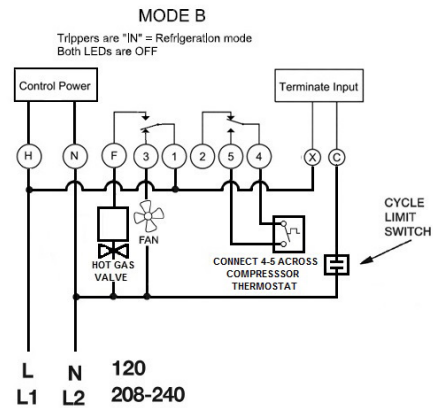 MODE B
Trippers are "IN" = Refrigeration mode
Both LEDs are OFF
Control Power
Terminate Input
H
N
F
3
1
2
5
4
X
C
FAN
HOT GAS
VALVE
CONNECT 4-5 ACROSS
COMPRESSSOR
THERMOSTAT
CYCLE
LIMIT
SWITCH
L N 120
L1 L2 208-240